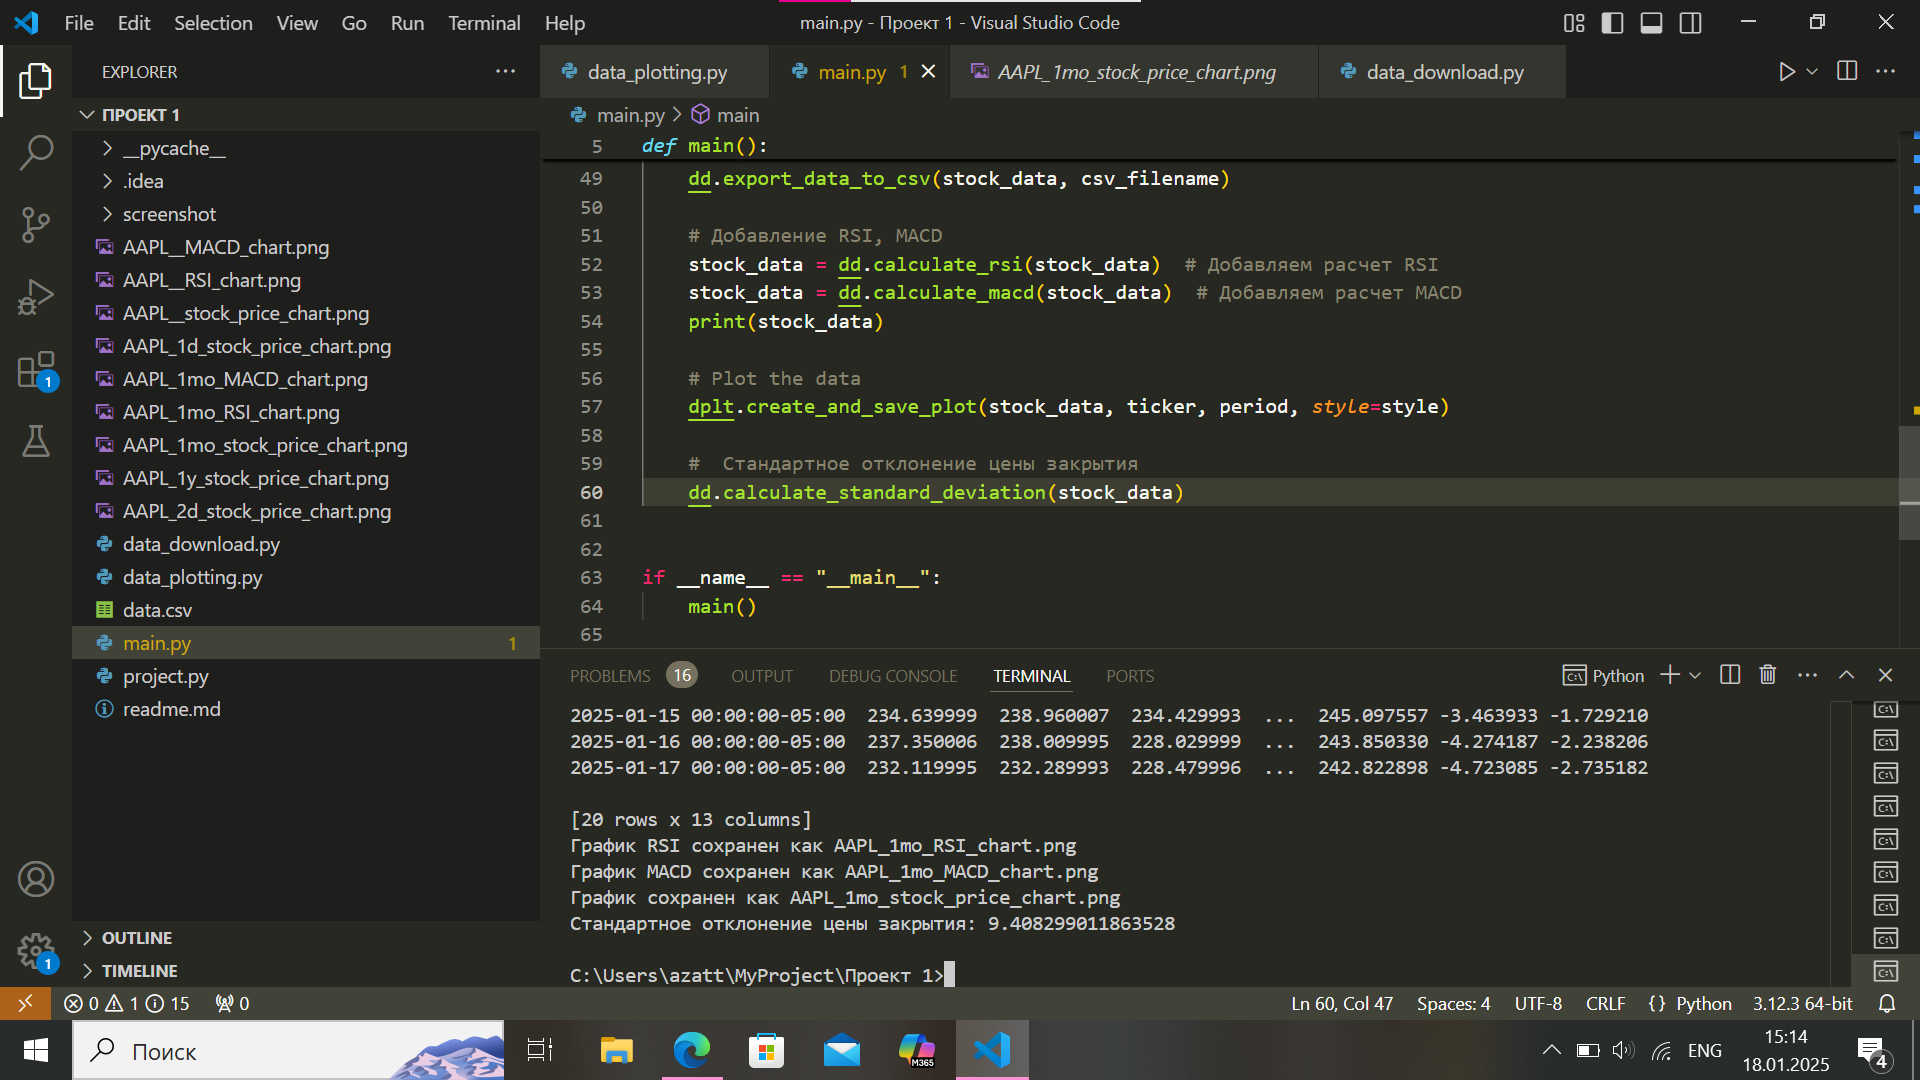 File Edit Selection View Go Run Terminal Help
main.py - Проект 1 - Visual Studio Code
EXPLORER
data_plotting.py
main.py 1
AAPL_1mo_stock_price_chart.png
data_download.py
ПРОЕКТ 1
__pycache__
.idea
screenshot
AAPL__MACD_chart.png
AAPL__RSI_chart.png
AAPL__stock_price_chart.png
AAPL_1d_stock_price_chart.png
AAPL_1mo_MACD_chart.png
AAPL_1mo_RSI_chart.png
AAPL_1mo_stock_price_chart.png
AAPL_1y_stock_price_chart.png
AAPL_2d_stock_price_chart.png
data_download.py
data_plotting.py
data.csv
main.py 1
project.py
readme.md
OUTLINE
TIMELINE
1
1
main.py > main
5 def main():
49 dd.export_data_to_csv(stock_data, csv_filename)
50
51 # Добавление RSI, MACD
52 stock_data = dd.calculate_rsi(stock_data)  # Добавляем расчет RSI
53 stock_data = dd.calculate_macd(stock_data)  # Добавляем расчет MACD
54 print(stock_data)
55
56 # Plot the data
57 dplt.create_and_save_plot(stock_data, ticker, period, style=style)
58
59 #  Стандартное отклонение цены закрытия
60 dd.calculate_standard_deviation(stock_data)
61
62
63 if __name__ == "__main__":
64 main()
65
PROBLEMS 16 OUTPUT DEBUG CONSOLE TERMINAL PORTS
Python
2025-01-15 00:00:00-05:00  234.639999  238.960007  234.429993  ...  245.097557 -3.463933 -1.729210
2025-01-16 00:00:00-05:00  237.350006  238.009995  228.029999  ...  243.850330 -4.274187 -2.238206
2025-01-17 00:00:00-05:00  232.119995  232.289993  228.479996  ...  242.822898 -4.723085 -2.735182
[20 rows x 13 columns]
График RSI сохранен как AAPL_1mo_RSI_chart.png
График MACD сохранен как AAPL_1mo_MACD_chart.png
График сохранен как AAPL_1mo_stock_price_chart.png
Стандартное отклонение цены закрытия: 9.408299011863528
C:\Users\azatt\MyProject\Проект 1>
0 1 15 0
Ln 60, Col 47 Spaces: 4 UTF-8 CRLF {} Python 3.12.3 64-bit
Поиск
M365
ENG
15:14
18.01.2025
4